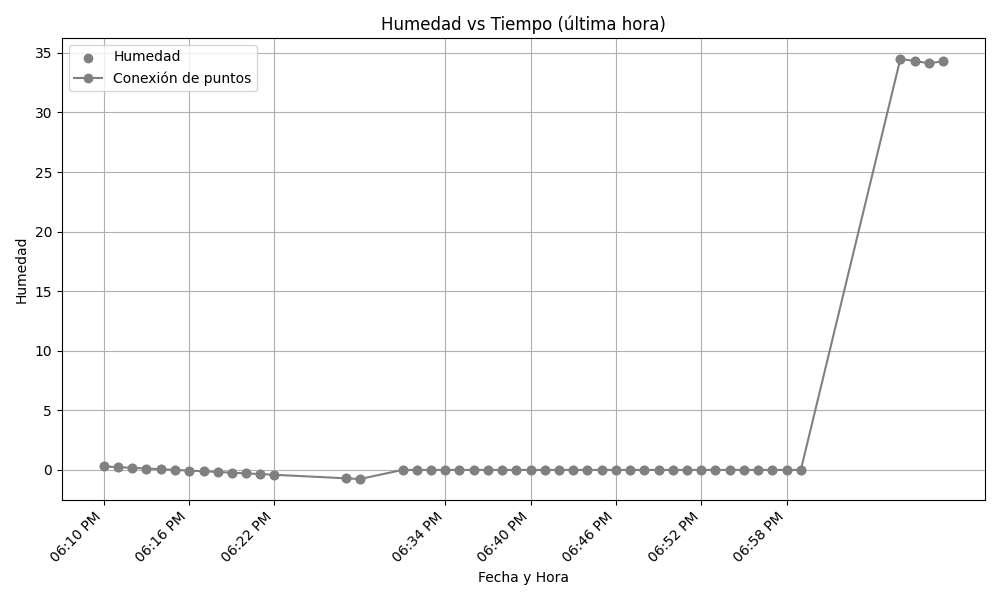 Humedad vs Tiempo (última hora)
Humedad
Conexión de puntos
35
30
25
20
15
10
5
0
Humedad
06:10 PM
06:16 PM
06:22 PM
06:34 PM
06:40 PM
06:46 PM
06:52 PM
06:58 PM
Fecha y Hora